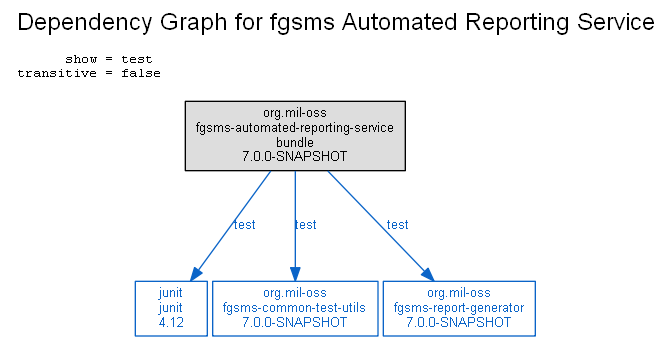 Dependency Graph for fgsms Automated Reporting Service
show = test
transitive = false
org.mil-oss
fgsms-automated-reporting-service
bundle
7.0.0-SNAPSHOT
test
test
test
junit
junit
4.12
org.mil-oss
fgsms-common-test-utils
7.0.0-SNAPSHOT
org.mil-oss
fgsms-report-generator
7.0.0-SNAPSHOT